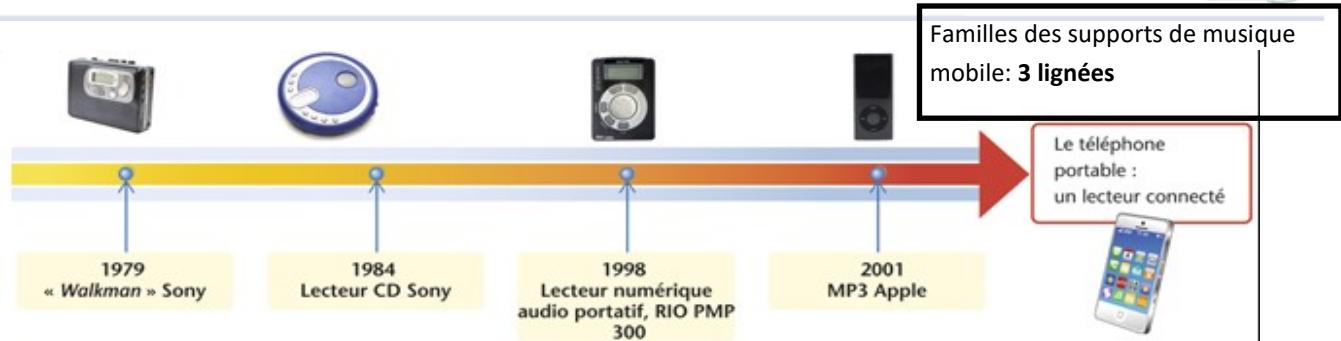 Familles des supports de musique
mobile: 3 lignées
Le téléphone
portable :
un lecteur connecté
1979
« Walkman » Sony
1984
Lecteur CD Sony
1998
Lecteur numérique
audio portatif, RIO PMP
300
2001
MP3 Apple